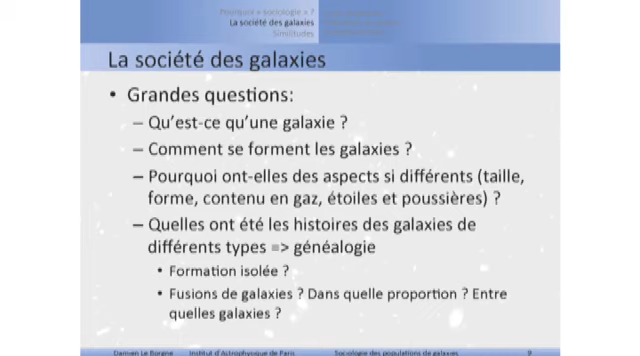 Pourquoi « sociologie » ?
La société des galaxies
Similitudes
La société des galaxies
• Grandes questions:
– Qu'est-ce qu'une galaxie ?
– Comment se forment les galaxies ?
– Pourquoi ont-elles des aspects si différents (taille,
forme, contenu en gaz, étoiles et poussières) ?
– Quelles ont été les histoires des galaxies de
différents types => généalogie
• Formation isolée ?
• Fusions de galaxies ? Dans quelle proportion ? Entre
quelles galaxies ?
Damien Le Borgne Institut d'Astrophysique de Paris Sociologie des populations de galaxies 9